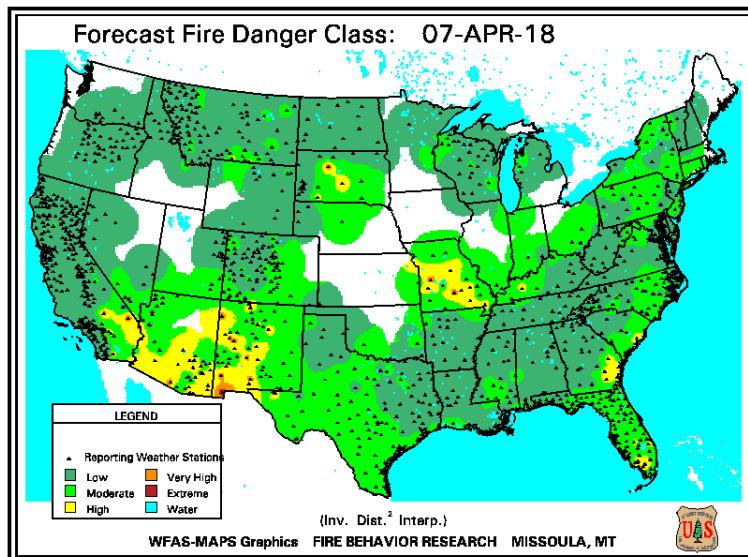 Forecast Fire Danger Class: 07-APR-18
LEGEND
Reporting Weather Stations
Low
Very High
Moderate
Extreme
High
Water
(Inv. Dist.² Interp.)
WFAS-MAPS Graphics FIRE BEHAVIOR RESEARCH MISSOULA, MT
U S